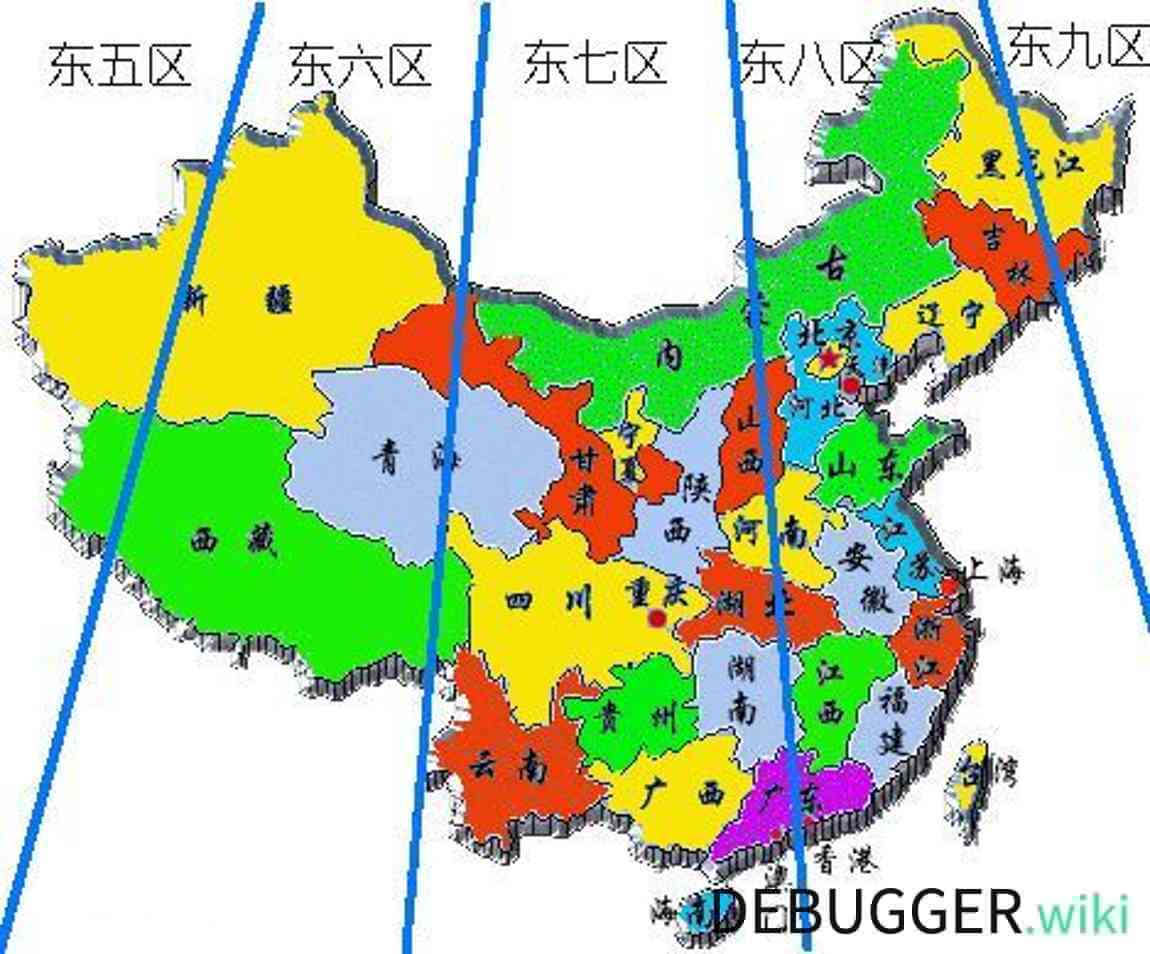 东五区
东六区
东七区
东八区
东九区
黑龙江
吉林
辽宁
新疆
内
古
北京
河北
山西
山东
宁夏
甘肃
青海
陕西
河南
江苏
安徽
上海
西藏
四川
重庆
湖北
浙江
湖南
江西
福建
贵州
云南
广西
广东
台湾
香港
海南
DEBUGGER.wiki